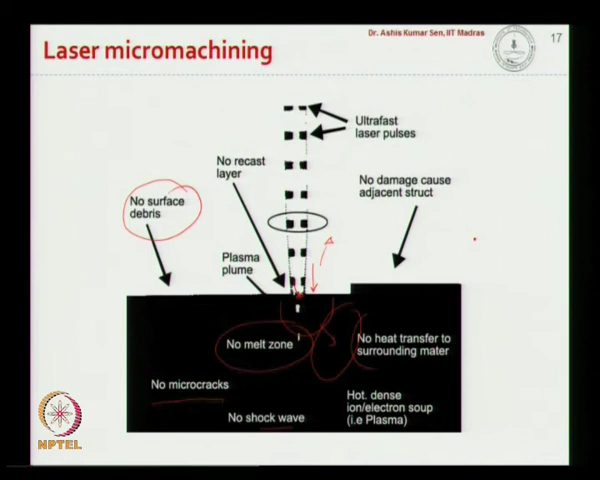 Dr. Ashis Kumar Sen, IIT Madras
17
Laser micromachining
Ultrafast
laser pulses
No recast
layer
No damage cause
adjacent struct
No surface
debris
Plasma
plume
No melt zone
No heat transfer to
surrounding mater
No microcracks
Hot. dense
ion/electron soup
(i.e Plasma)
No shock wave
NPTEL